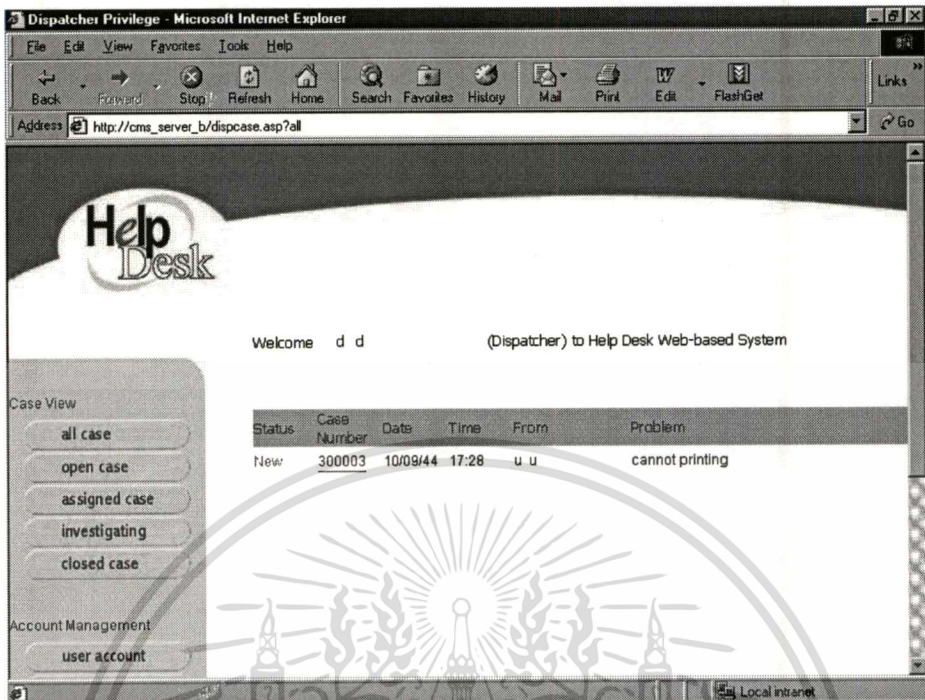 Dispatcher Privilege - Microsoft Internet Explorer
File Edit View Favorites Tools Help
Back Forward Stop Refresh Home Search Favorites History Mail Print Edit FlashGet Links »
Address http://cms_server_b/dispcase.asp?all Go
Help
Desk
Welcome d d (Dispatcher) to Help Desk Web-based System
Case View
all case
open case
assigned case
investigating
closed case
Account Management
user account
Status Case Number Date Time From Problem
New 300003 10/09/44 17:28 u u cannot printing
Local intranet